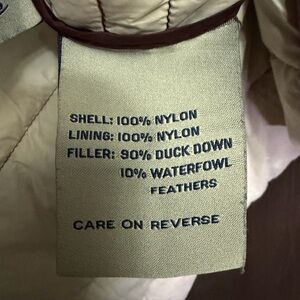 SHELL: 100% NYLON
LINING: 100% NYLON
FILLER: 90% DUCK DOWN
10% WATERFOWL
FEATHERS
CARE ON REVERSE